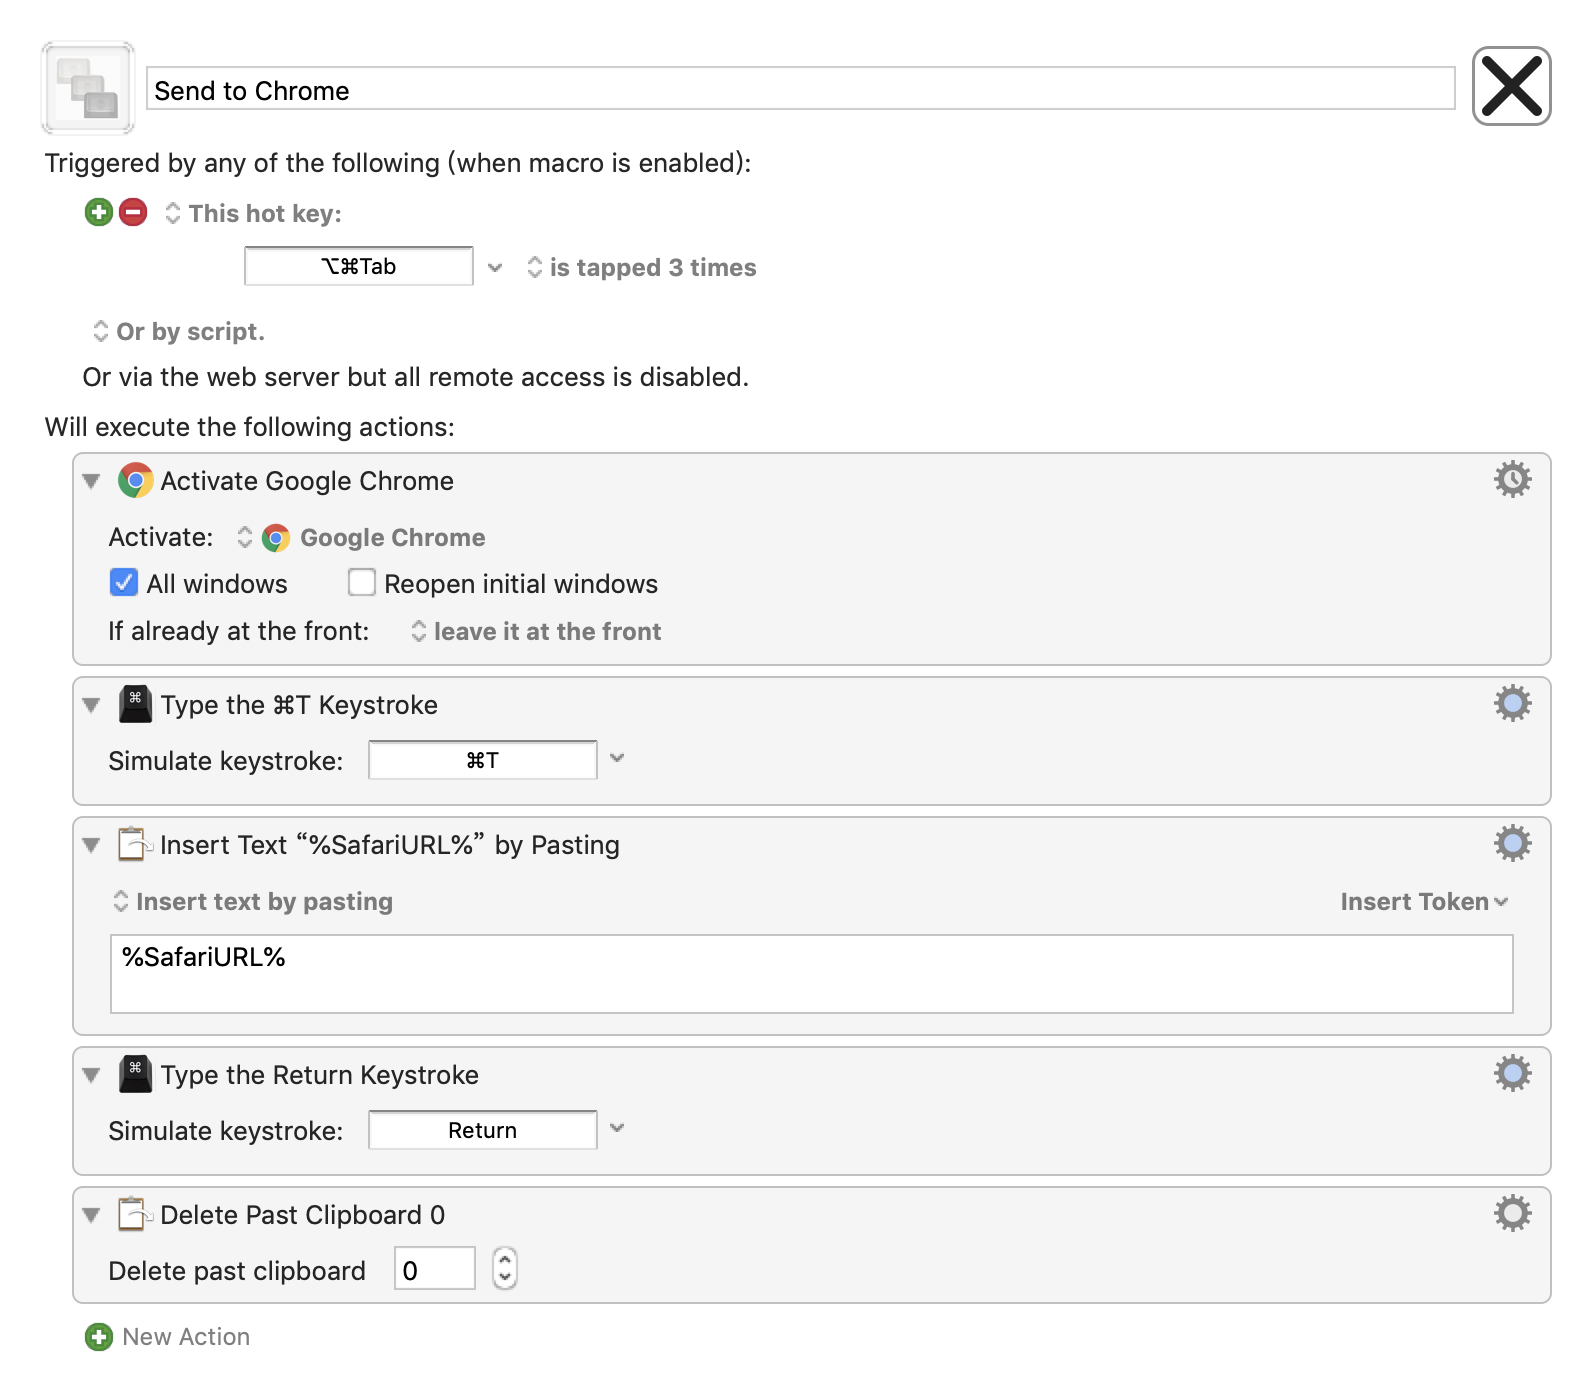 Send to Chrome
Triggered by any of the following (when macro is enabled):
This hot key:
⌥⌘Tab is tapped 3 times
Or by script.
Or via the web server but all remote access is disabled.
Will execute the following actions:
Activate Google Chrome
Activate: Google Chrome
All windows Reopen initial windows
If already at the front: leave it at the front
Type the ⌘T Keystroke
Simulate keystroke: ⌘T
Insert Text “%SafariURL%” by Pasting
Insert text by pasting Insert Token
%SafariURL%
Type the Return Keystroke
Simulate keystroke: Return
Delete Past Clipboard 0
Delete past clipboard 0
New Action